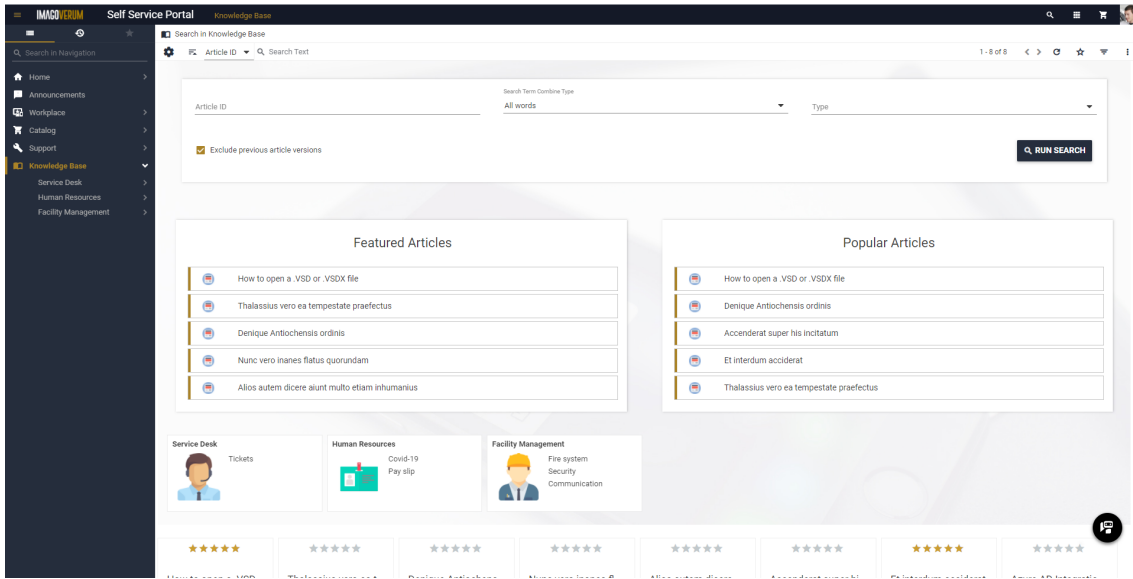 IMAGOVERUM Self Service Portal Knowledge Base
Search in Navigation
Home
Announcements
Workplace
Catalog
Support
Knowledge Base
Service Desk
Human Resources
Facility Management
Search in Knowledge Base
Article ID Search Text 1 - 8 of 8
Search Term Combine Type
Article ID All words Type
Exclude previous article versions RUN SEARCH
Featured Articles
How to open a .VSD or .VSDX file
Thalassius vero ea tempestate praefectus
Denique Antiochensis ordinis
Nunc vero inanes flatus quorundam
Alios autem dicere aiunt multo etiam inhumanius
Popular Articles
How to open a .VSD or .VSDX file
Denique Antiochensis ordinis
Accenderat super his incitatum
Et interdum acciderat
Thalassius vero ea tempestate praefectus
Service Desk
Tickets
Human Resources
Covid-19
Pay slip
Facility Management
Fire system
Security
Communication